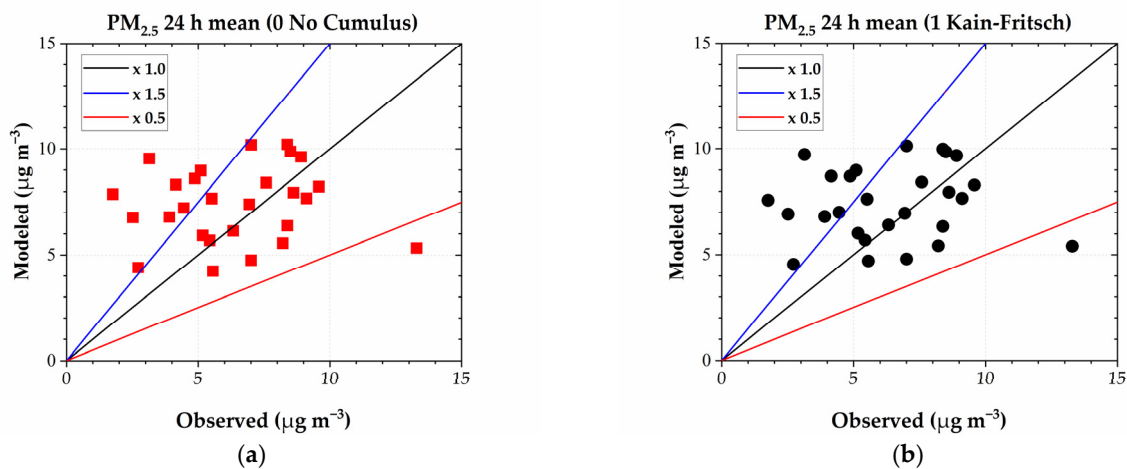 PM2.5 24 h mean (0 No Cumulus)
15
10
5
0
x 1.0
x 1.5
x 0.5
Modeled (µg m−3)
0 5 10 15
Observed (µg m−3)
(a)
PM2.5 24 h mean (1 Kain-Fritsch)
15
10
5
0
x 1.0
x 1.5
x 0.5
Modeled (µg m−3)
0 5 10 15
Observed (µg m−3)
(b)